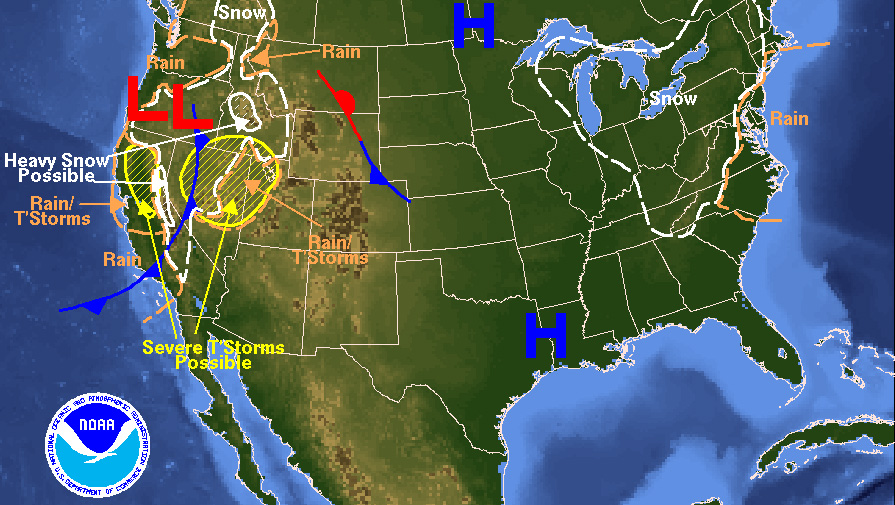 Snow
H
Rain
Rain
L
L
Snow
Rain
Heavy Snow
Possible
Rain/
T'Storms
Rain/
T'Storms
Rain
H
Severe T'Storms
Possible
NATIONAL OCEANIC AND ATMOSPHERIC ADMINISTRATION
NOAA
U.S. DEPARTMENT OF COMMERCE